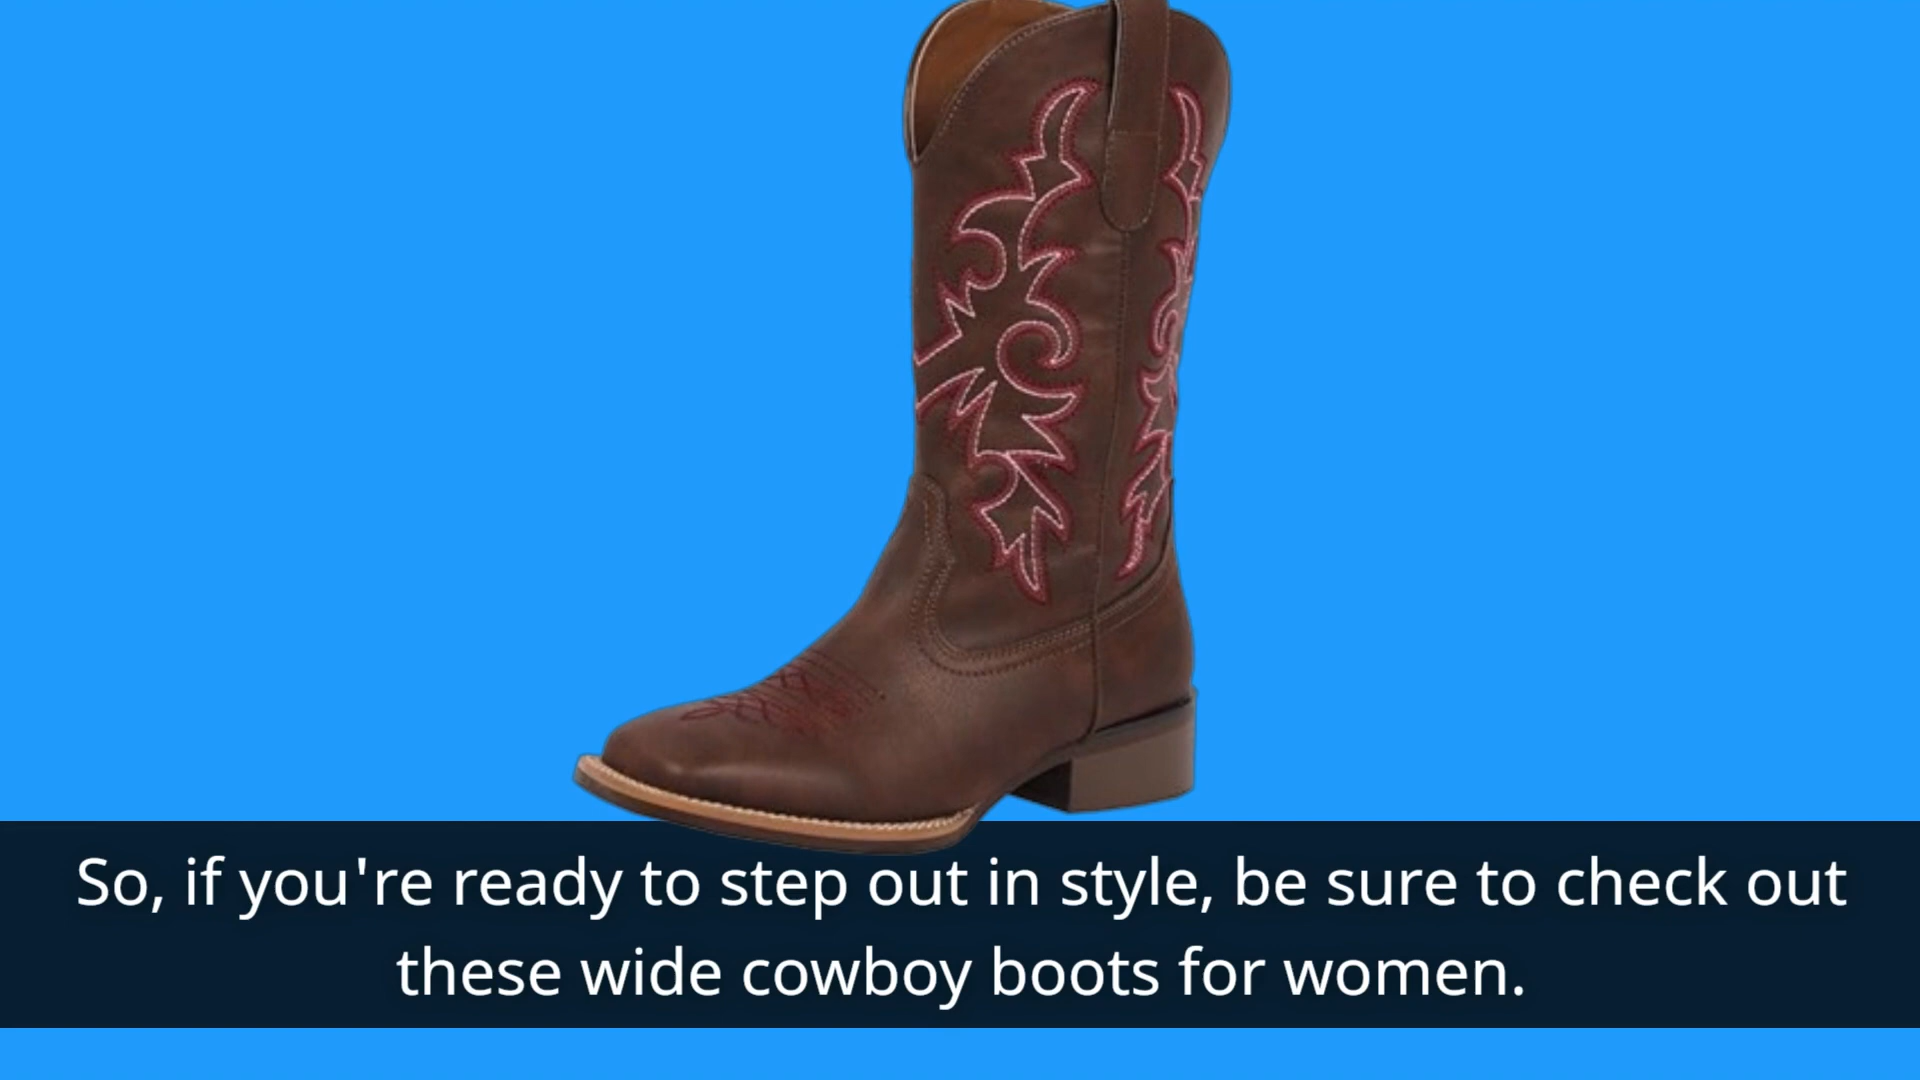 So, if you're ready to step out in style, be sure to check out
these wide cowboy boots for women.